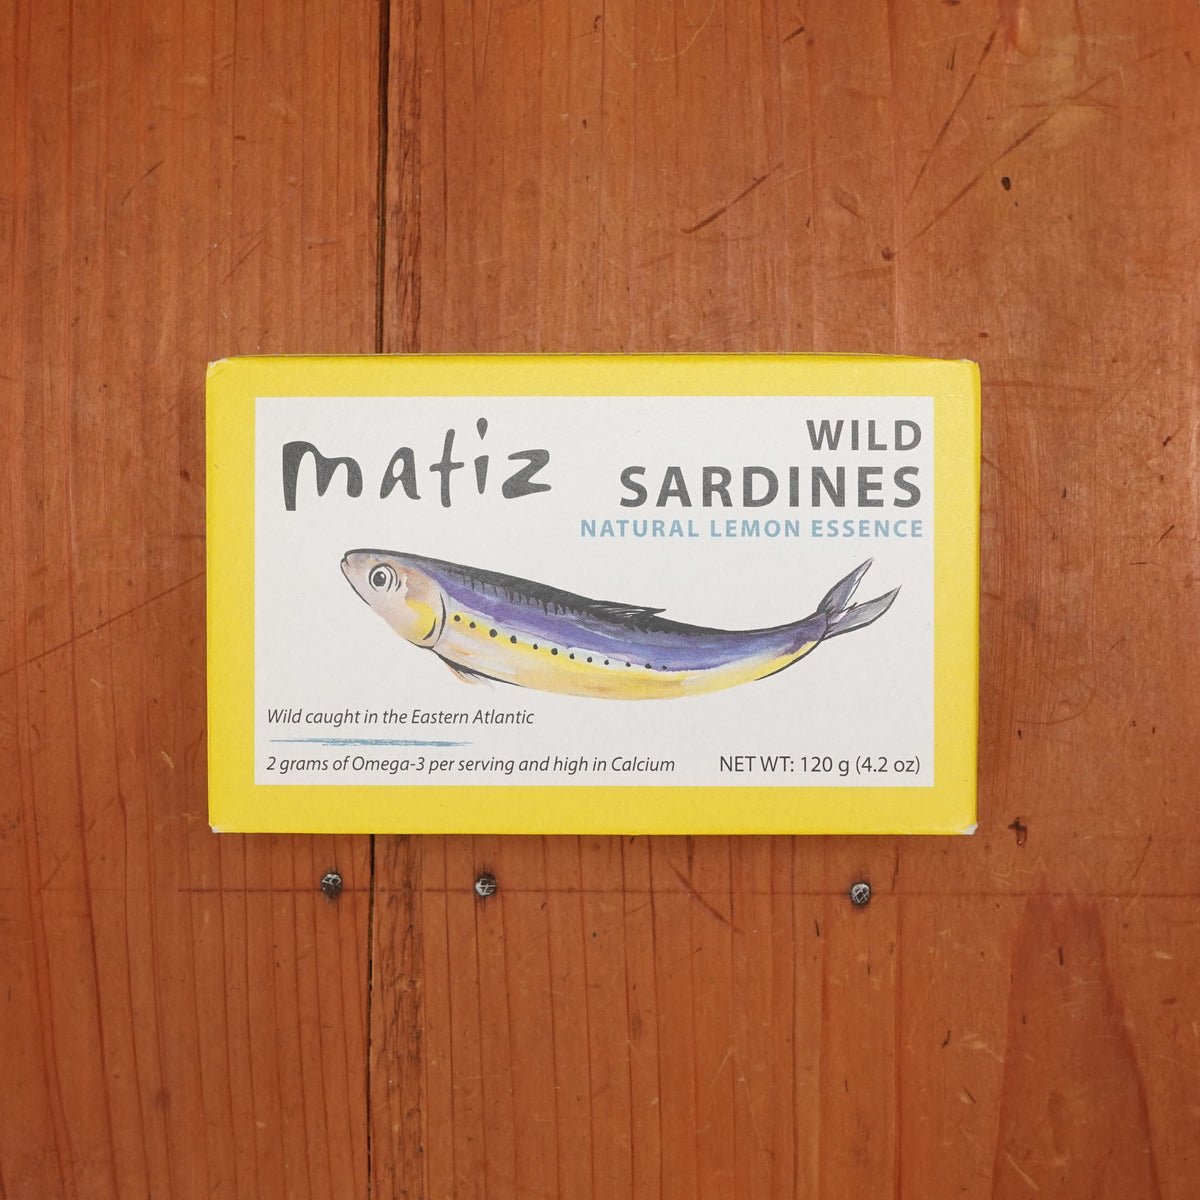 matiz
WILD
SARDINES
NATURAL LEMON ESSENCE
Wild caught in the Eastern Atlantic
2 grams of Omega-3 per serving and high in Calcium
NET WT: 120 g (4.2 oz)